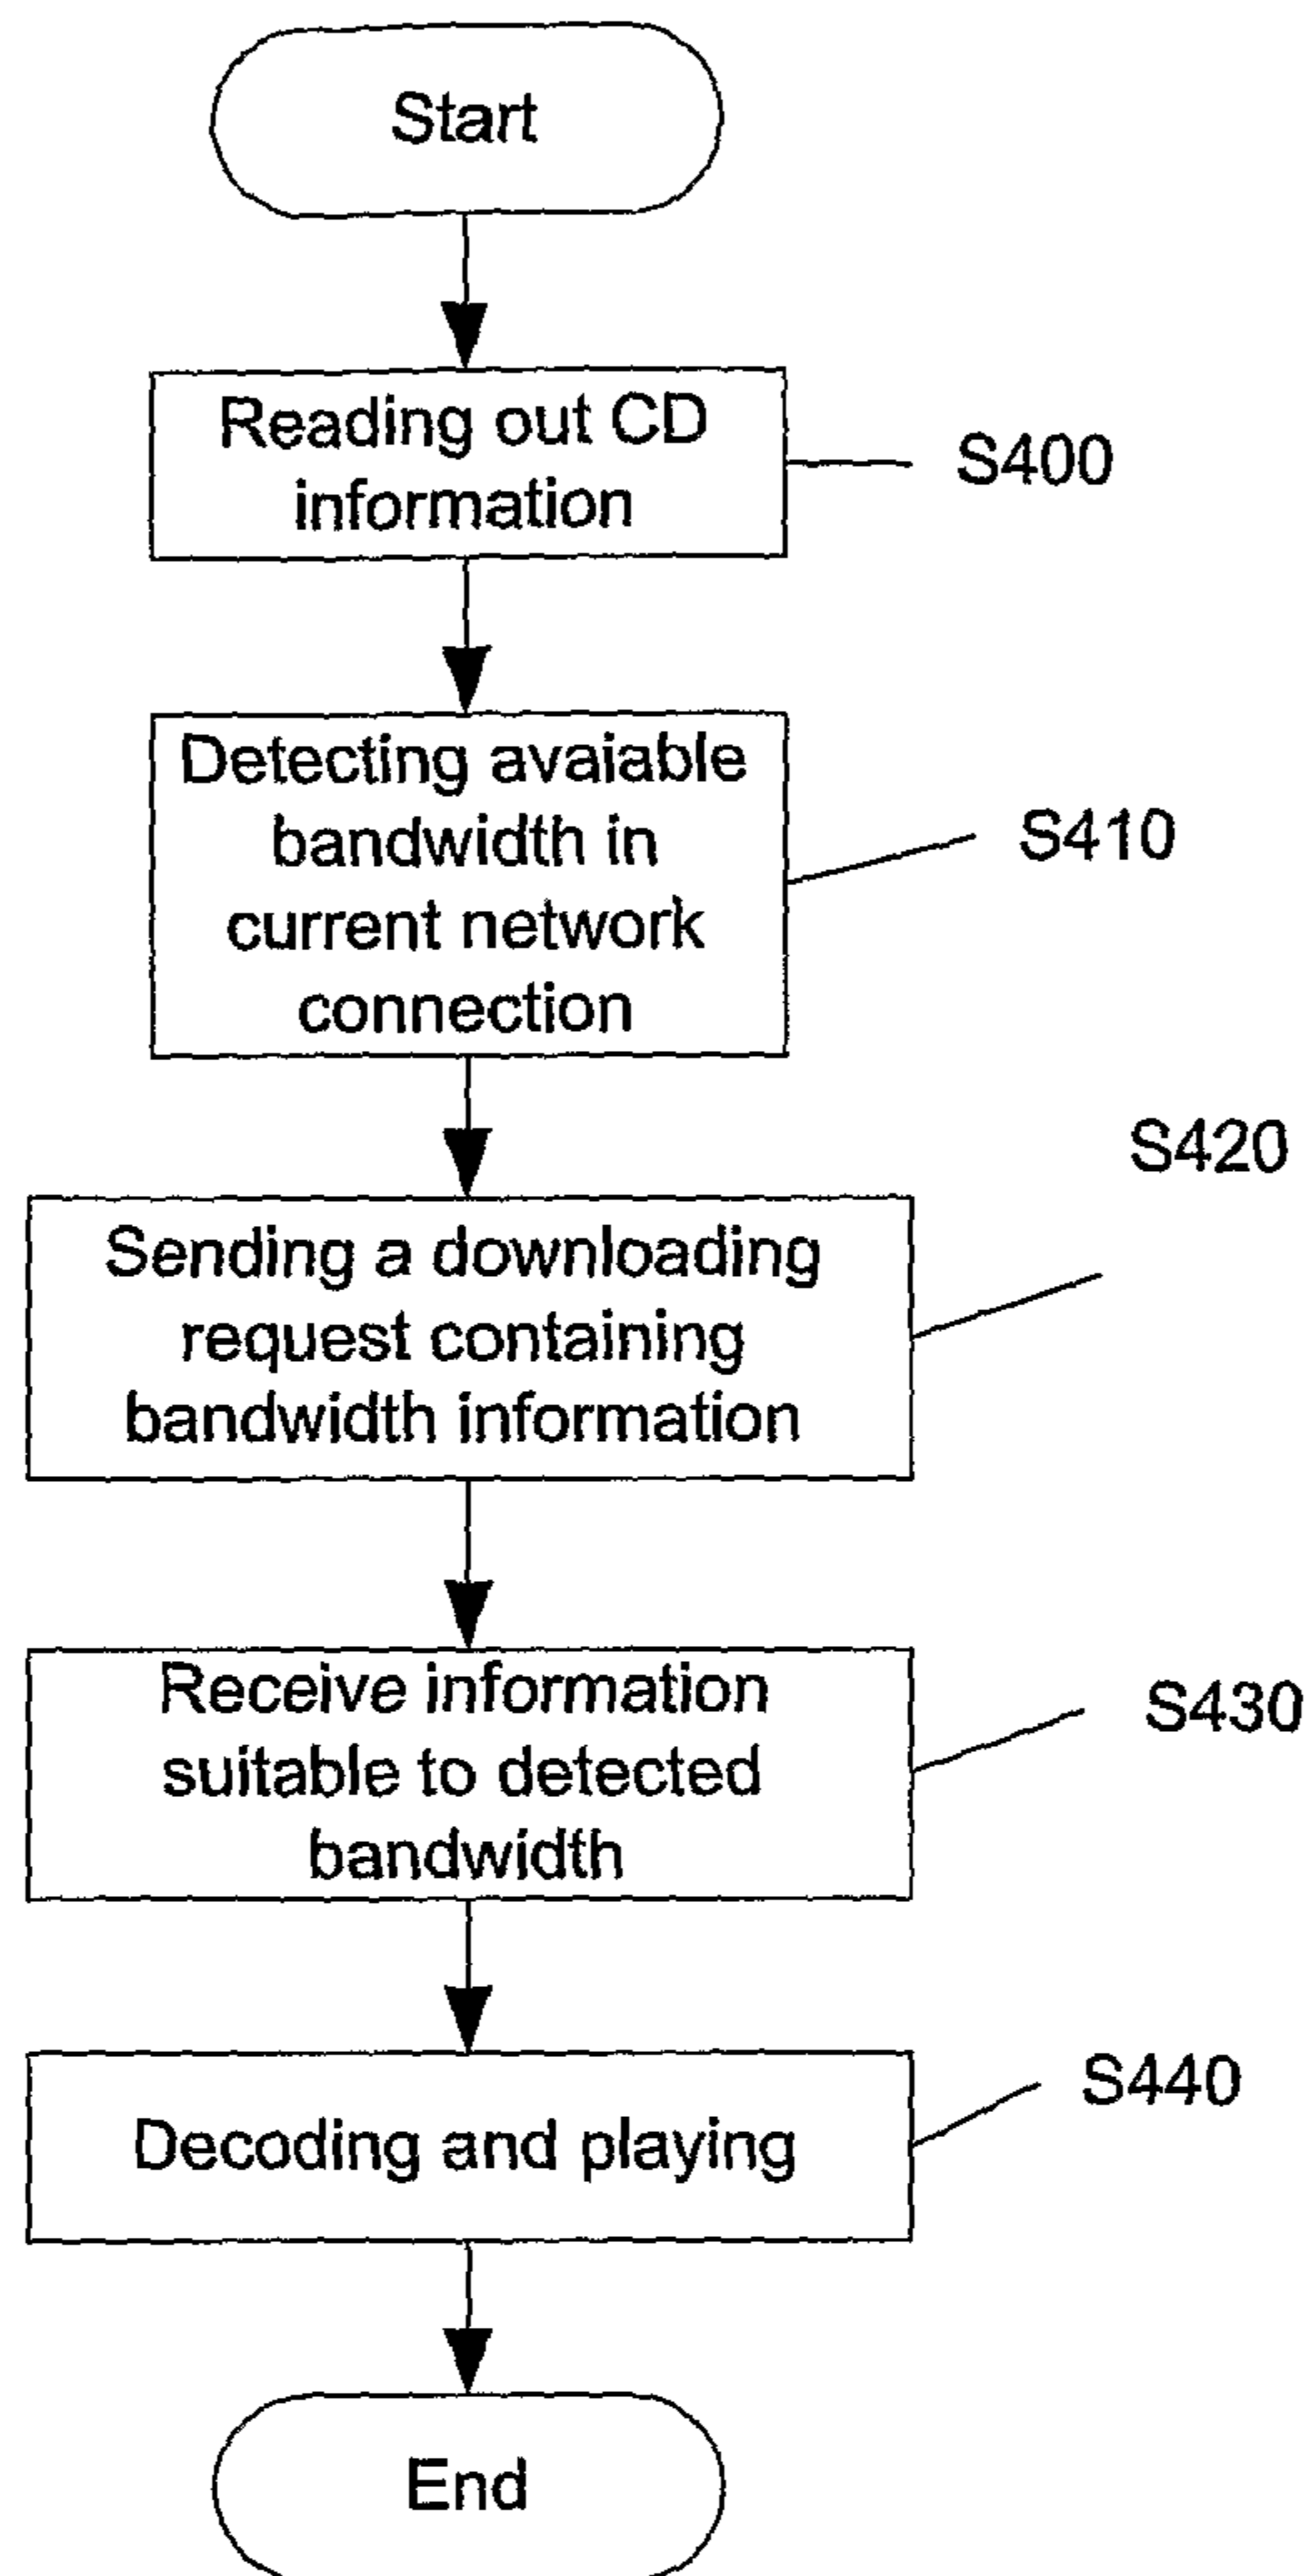 Start
Reading out CD
information
S400
Detecting avaiable
bandwidth in
current network
connection
S410
S420
Sending a downloading
request containing
bandwidth information
Receive information
suitable to detected
bandwidth
S430
Decoding and playing
S440
End